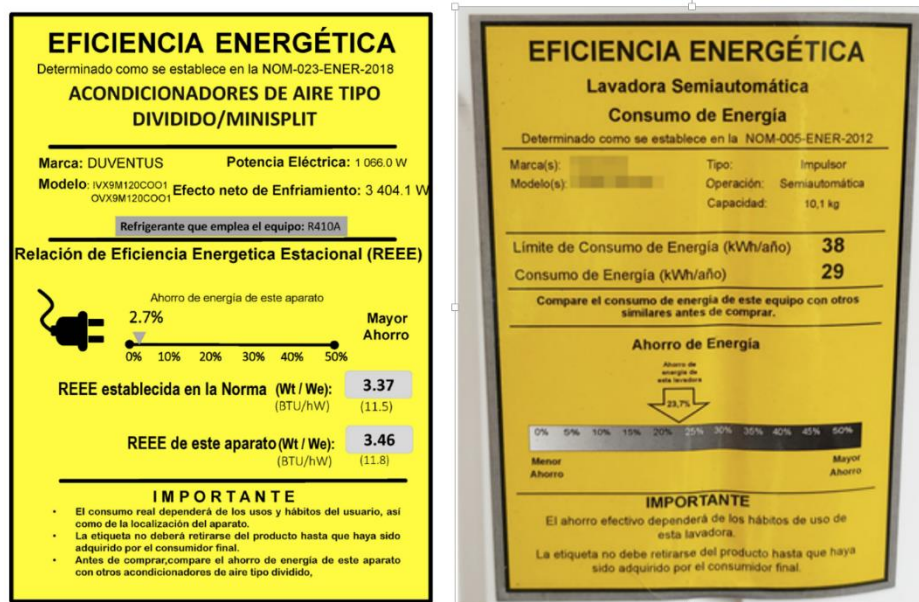 EFICIENCIA ENERGÉTICA
Determinado como se establece en la NOM-023-ENER-2018
ACONDICIONADORES DE AIRE TIPO
DIVIDIDO/MINISPLIT
Marca: DUVENTUS Potencia Eléctrica: 1 066.0 W
Modelo: IVX9M120COO1 Efecto neto de Enfriamiento: 3 404.1 W
OVX9M120COO1
Refrigerante que emplea el equipo: R410A
Relación de Eficiencia Energetica Estacional (REEE)
Ahorro de energía de este aparato
2.7%
Mayor
Ahorro
0% 10% 20% 30% 40% 50%
REEE establecida en la Norma (Wt / We): 3.37
(BTU/hW) (11.5)
REEE de este aparato (Wt / We): 3.46
(BTU/hW) (11.8)
IMPORTANTE
• El consumo real dependerá de los usos y hábitos del usuario, así
como de la localización del aparato.
• La etiqueta no deberá retirarse del producto hasta que haya sido
adquirido por el consumidor final.
• Antes de comprar,compare el ahorro de energía de este aparato
con otros acondicionadores de aire tipo dividido,
EFICIENCIA ENERGÉTICA
Lavadora Semiautomática
Consumo de Energía
Determinado como se establece en la NOM-005-ENER-2012
Marca(s): Tipo: Impulsor
Modelo(s): Operación: Semiautomática
Capacidad: 10,1 kg
Límite de Consumo de Energía (kWh/año) 38
Consumo de Energía (kWh/año) 29
Compare el consumo de energía de este equipo con otros
similares antes de comprar.
Ahorro de Energía
Ahorro de
energía de
esta lavadora
23,7%
0% 5% 10% 15% 20% 25% 30% 35% 40% 45% 50%
Menor
Ahorro
Mayor
Ahorro
IMPORTANTE
El ahorro efectivo dependerá de los hábitos de uso de
esta lavadora.
La etiqueta no debe retirarse del producto hasta que haya
sido adquirido por el consumidor final.